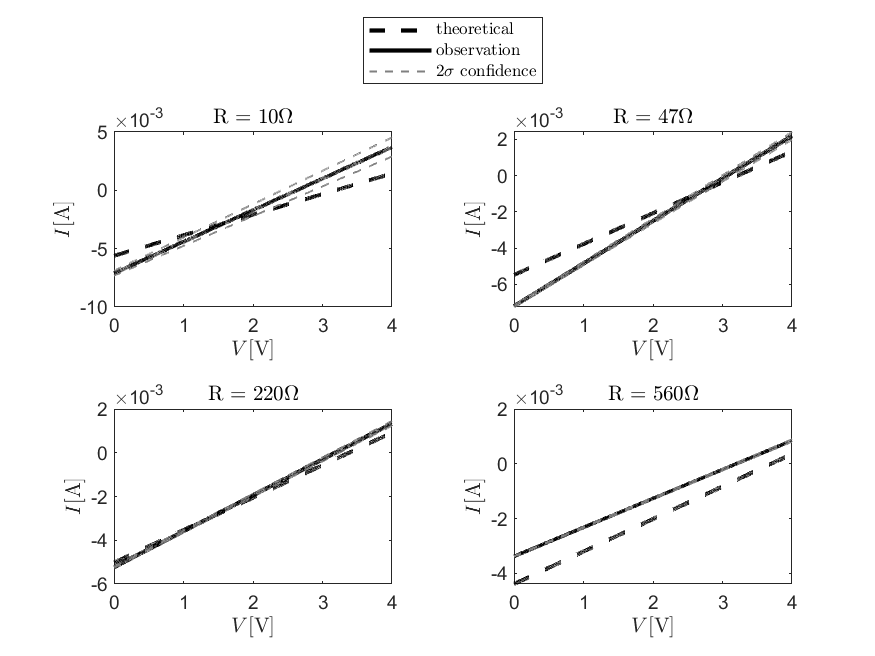 theoretical
observation
2σ confidence
×10-3
R = 10Ω
5
0
-5
-10
I[A]
0 1 2 3 4
V[V]
×10-3
R = 47Ω
2
0
-2
-4
-6
I[A]
0 1 2 3 4
V[V]
×10-3
R = 220Ω
2
0
-2
-4
-6
I[A]
0 1 2 3 4
V[V]
×10-3
R = 560Ω
2
0
-2
-4
I[A]
0 1 2 3 4
V[V]